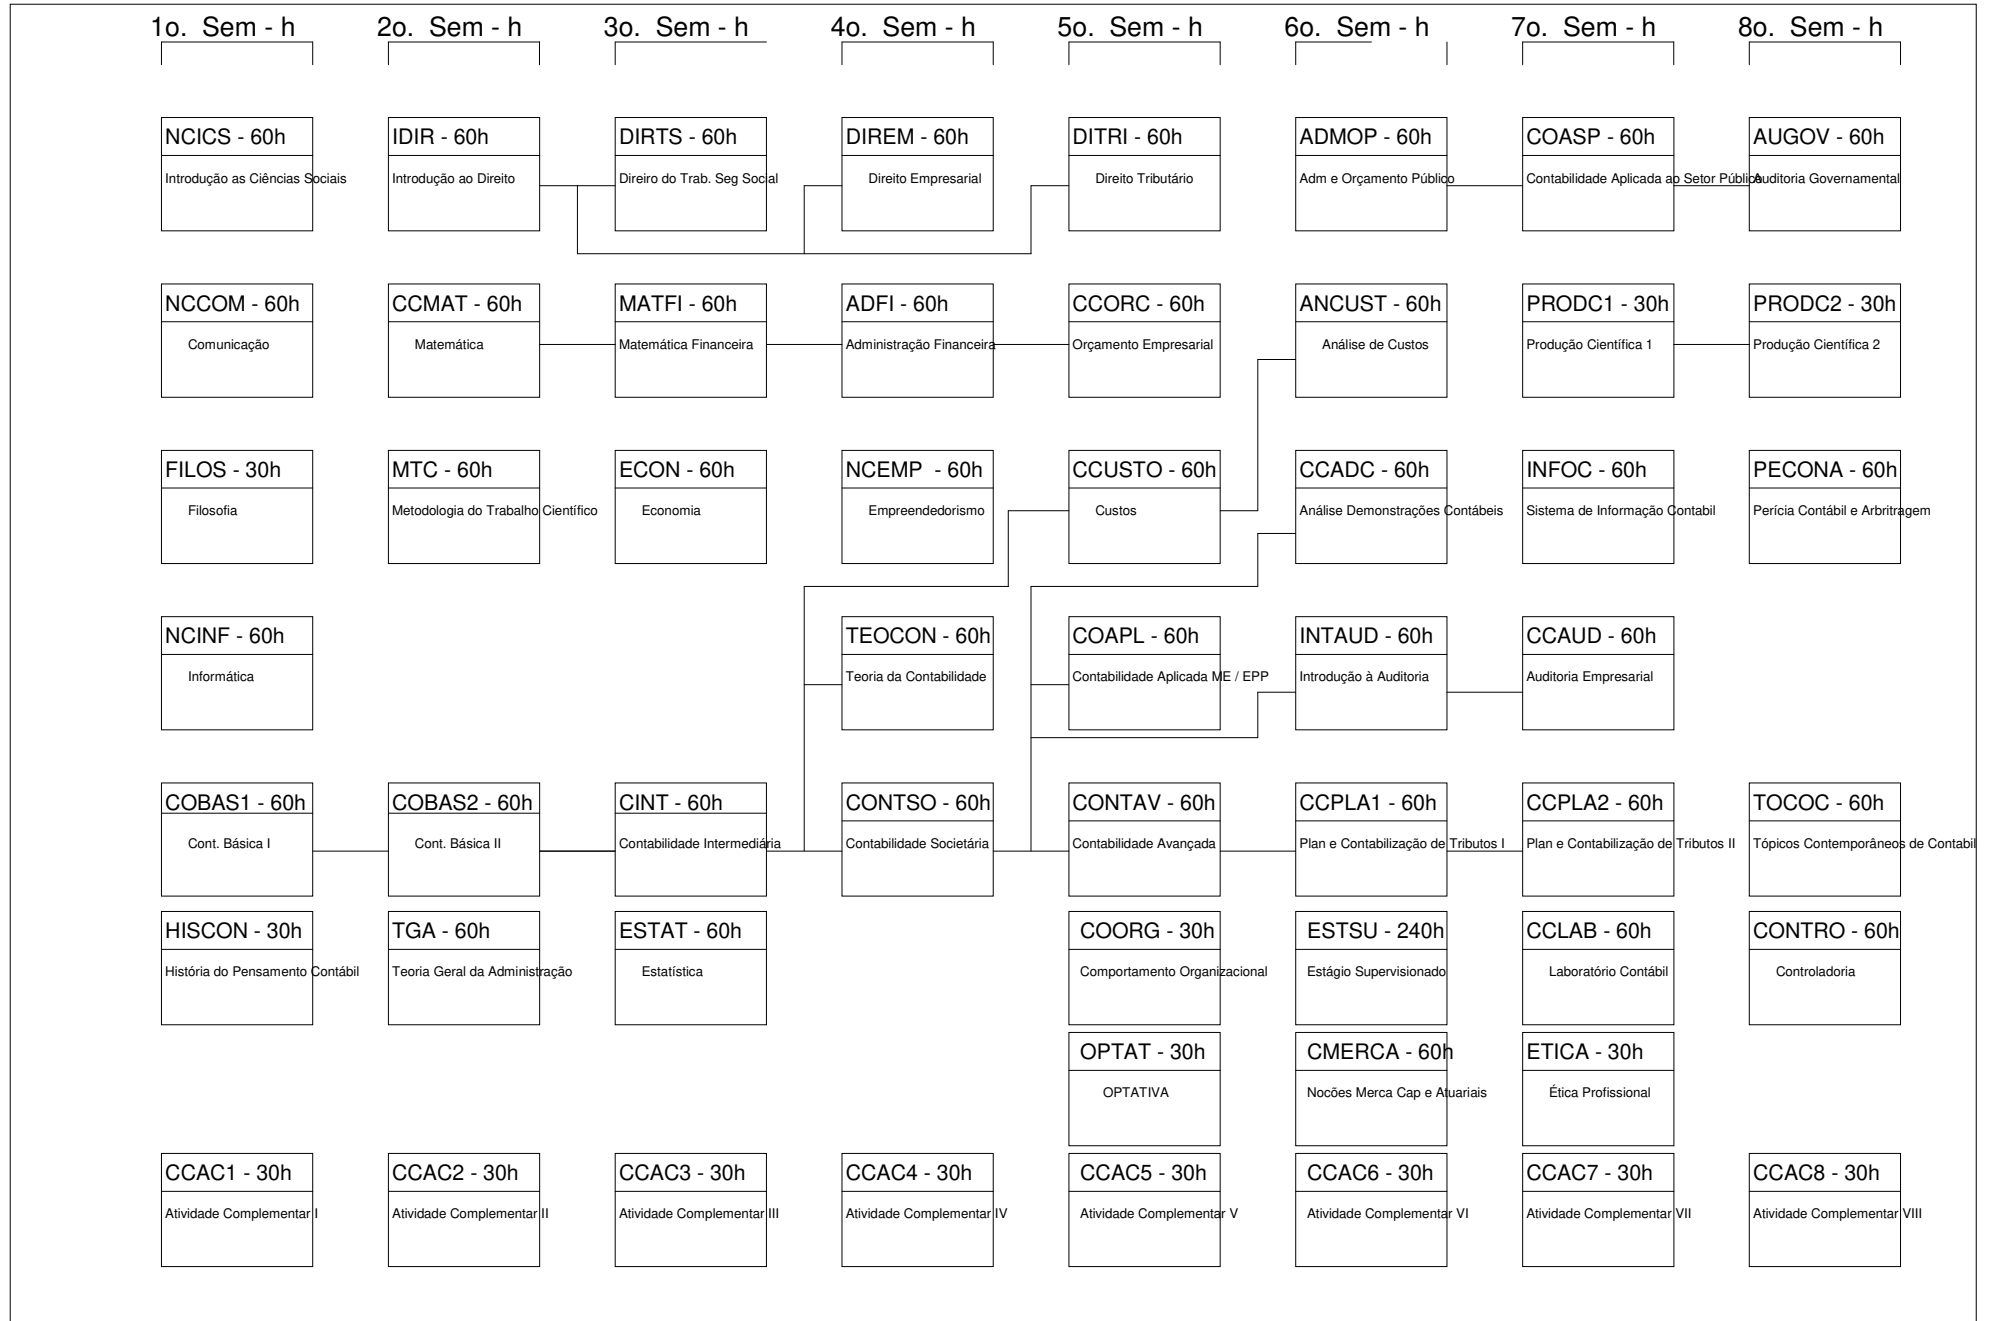 1o. Sem - h
2o. Sem - h
3o. Sem - h
4o. Sem - h
5o. Sem - h
6o. Sem - h
7o. Sem - h
8o. Sem - h
NCICS - 60h
Introdução as Ciências Sociais
IDIR - 60h
Introdução ao Direito
DIRTS - 60h
Direiro do Trab. Seg Social
DIREM - 60h
Direito Empresarial
DITRI - 60h
Direito Tributário
ADMOP - 60h
Adm e Orçamento Público
COASP - 60h
Contabilidade Aplicada ao Setor Público
AUGOV - 60h
Auditoria Governamental
NCCOM - 60h
Comunicação
CCMAT - 60h
Matemática
MATFI - 60h
Matemática Financeira
ADFI - 60h
Administração Financeira
CCORC - 60h
Orçamento Empresarial
ANCUST - 60h
Análise de Custos
PRODC1 - 30h
Produção Científica 1
PRODC2 - 30h
Produção Científica 2
FILOS - 30h
Filosofia
MTC - 60h
Metodologia do Trabalho Científico
ECON - 60h
Economia
NCEMP - 60h
Empreendedorismo
CCUSTO - 60h
Custos
CCADC - 60h
Análise Demonstrações Contábeis
INFOC - 60h
Sistema de Informação Contabil
PECONA - 60h
Perícia Contábil e Arbritragem
NCINF - 60h
Informática
TEOCON - 60h
Teoria da Contabilidade
COAPL - 60h
Contabilidade Aplicada ME / EPP
INTAUD - 60h
Introdução à Auditoria
CCAUD - 60h
Auditoria Empresarial
COBAS1 - 60h
Cont. Básica I
COBAS2 - 60h
Cont. Básica II
CINT - 60h
Contabilidade Intermediária
CONTSO - 60h
Contabilidade Societária
CONTAV - 60h
Contabilidade Avançada
CCPLA1 - 60h
Plan e Contabilização de Tributos I
CCPLA2 - 60h
Plan e Contabilização de Tributos II
TOCOC - 60h
Tópicos Contemporâneos de Contabil
HISCON - 30h
História do Pensamento Contábil
TGA - 60h
Teoria Geral da Administração
ESTAT - 60h
Estatística
COORG - 30h
Comportamento Organizacional
ESTSU - 240h
Estágio Supervisionado
CCLAB - 60h
Laboratório Contábil
CONTRO - 60h
Controladoria
OPTAT - 30h
OPTATIVA
CMERCA - 60h
Nocões Merca Cap e Atuariais
ETICA - 30h
Ética Profissional
CCAC1 - 30h
Atividade Complementar I
CCAC2 - 30h
Atividade Complementar II
CCAC3 - 30h
Atividade Complementar III
CCAC4 - 30h
Atividade Complementar IV
CCAC5 - 30h
Atividade Complementar V
CCAC6 - 30h
Atividade Complementar VI
CCAC7 - 30h
Atividade Complementar VII
CCAC8 - 30h
Atividade Complementar VIII